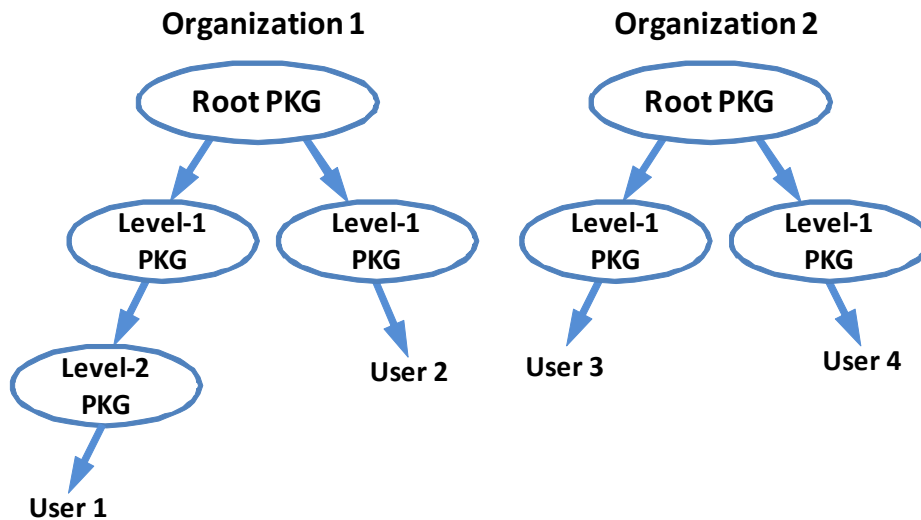 Organization 1
Organization 2
Root PKG
Root PKG
Level-1
PKG
Level-1
PKG
Level-1
PKG
Level-1
PKG
Level-2
PKG
User 2
User 3
User 4
User 1